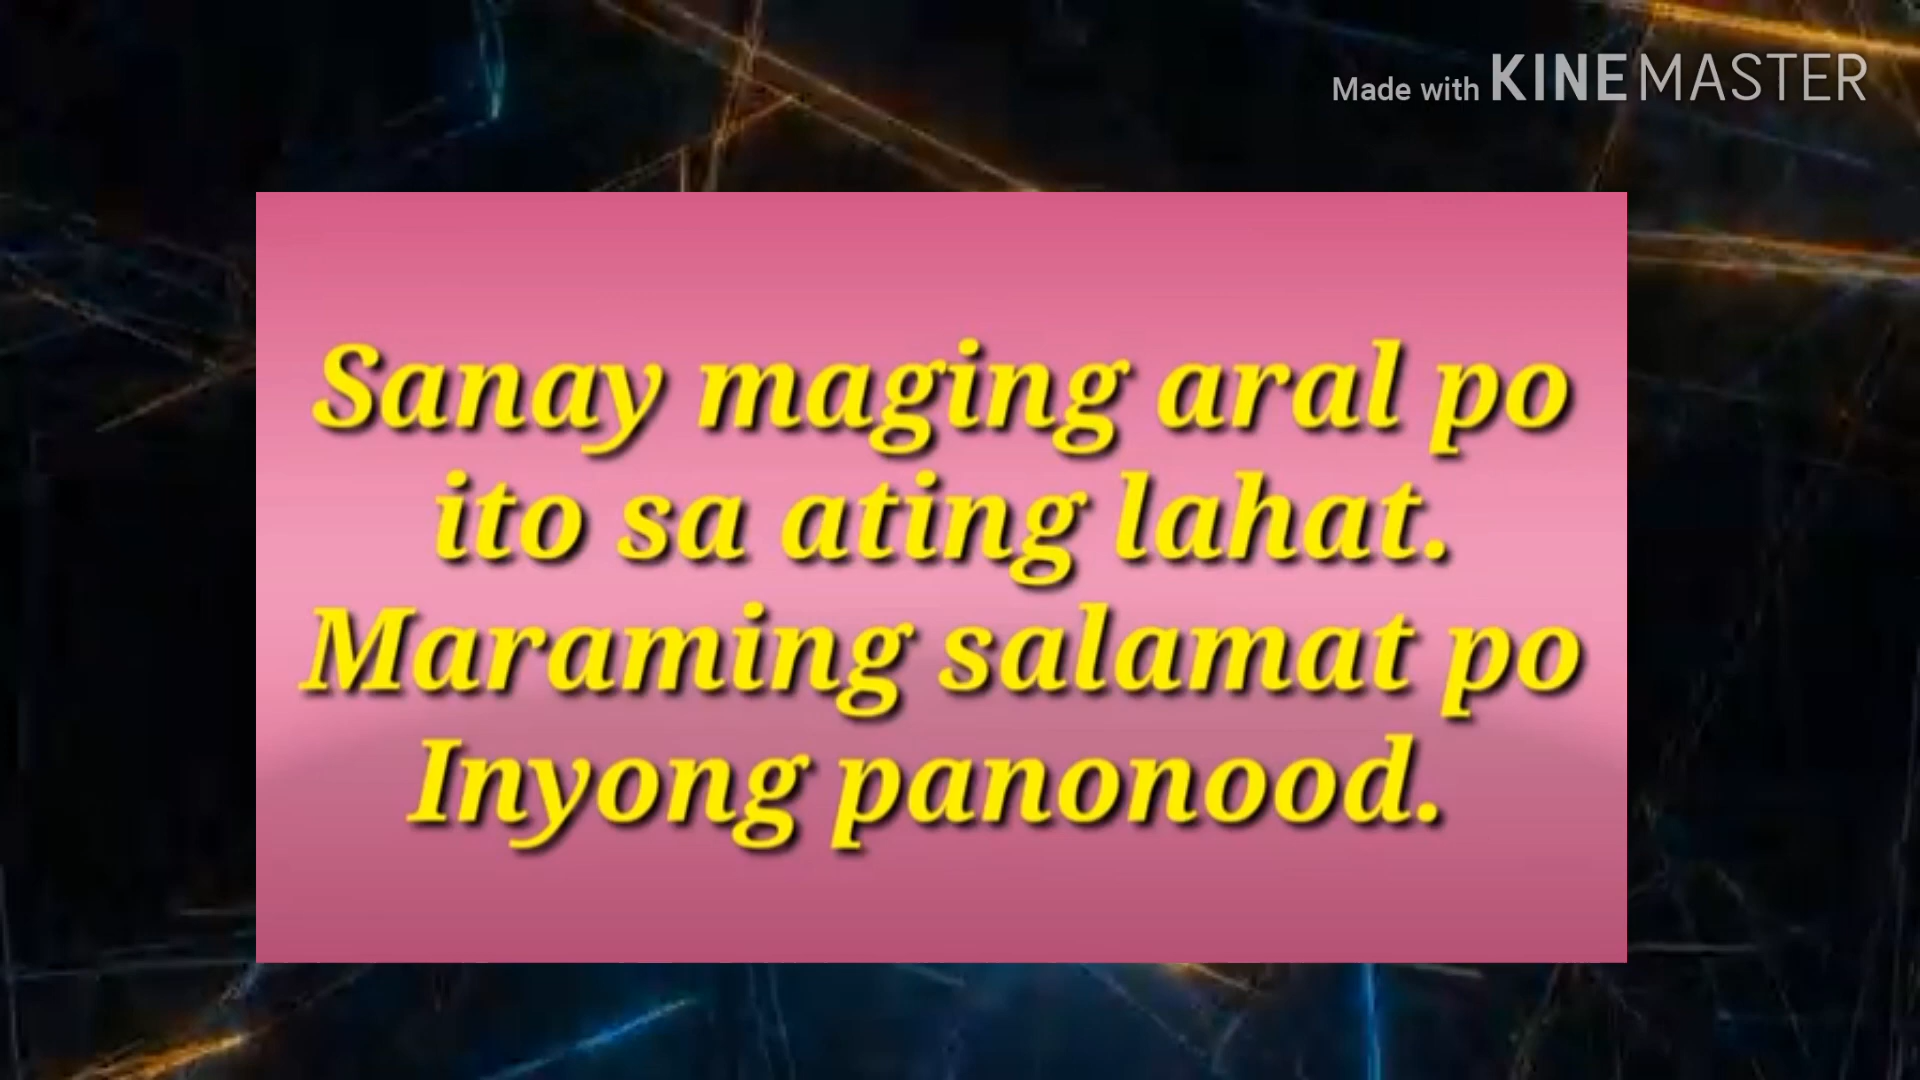 Made with KINEMASTER
Sanay maging aral po
ito sa ating lahat.
Maraming salamat po
Inyong panonood.